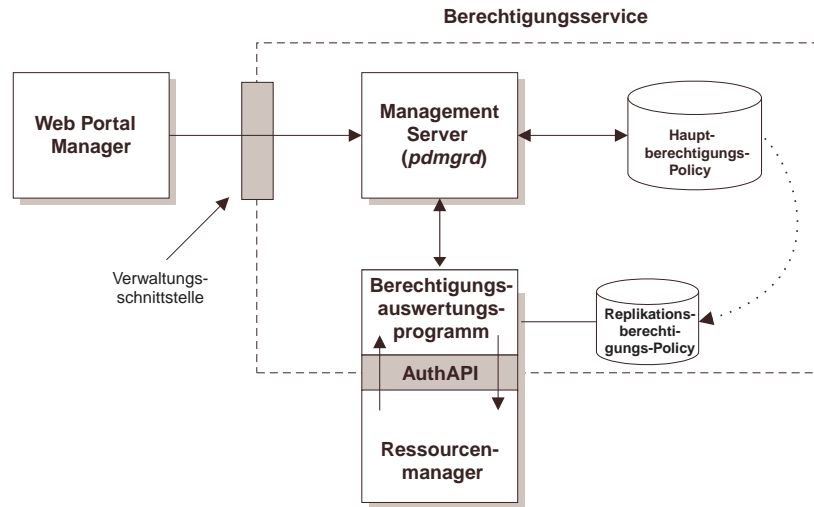 Berechtigungsservice
Web Portal
Manager
Management
Server
(pdmgrd)
Haupt-
berechtigungs-
Policy
Verwaltungs-
schnittstelle
Berechtigungs-
auswertungs-
programm
Replikations-
berechti-
gungs-Policy
AuthAPI
Ressourcen-
manager